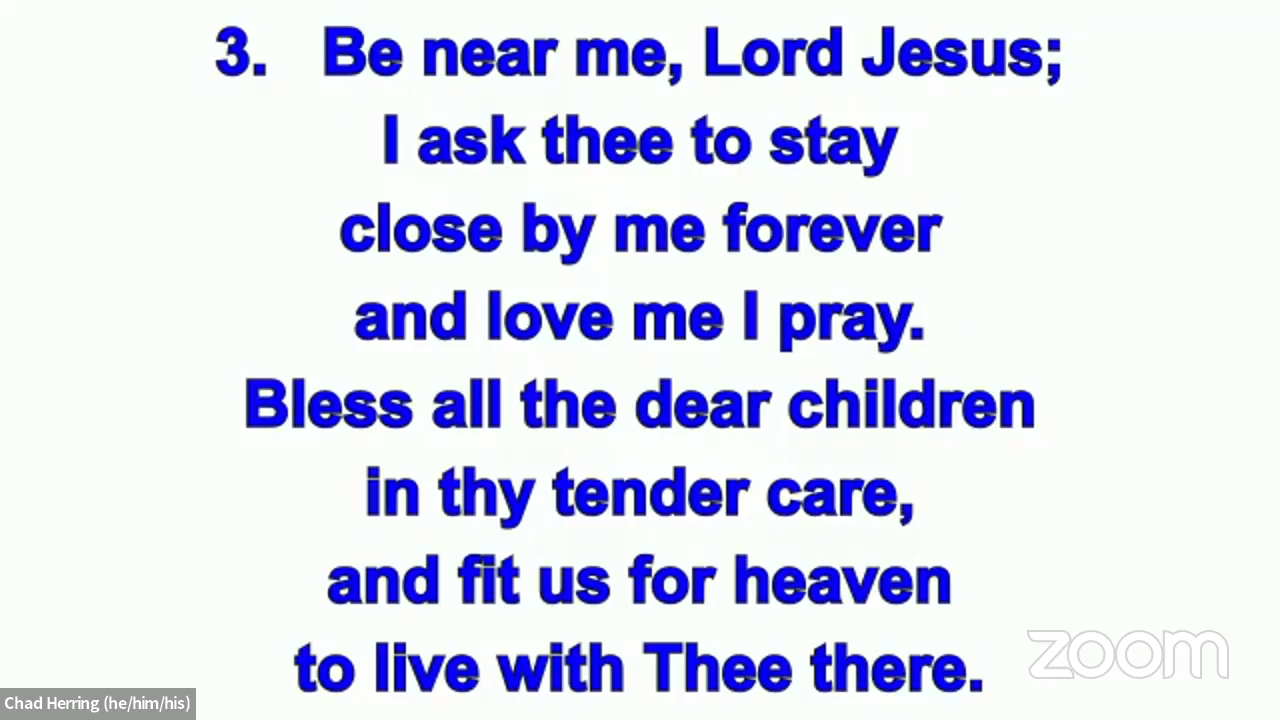 3. Be near me, Lord Jesus;
I ask thee to stay
close by me forever
and love me I pray.
Bless all the dear children
in thy tender care,
and fit us for heaven
to live with Thee there.
zoom
Chad Herring (he/him/his)